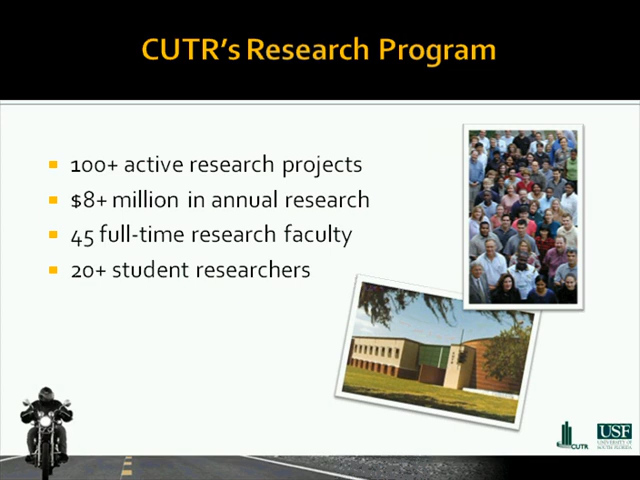 CUTR's Research Program
100+ active research projects
$8+ million in annual research
45 full-time research faculty
20+ student researchers
CUTR
USF
UNIVERSITY OF
SOUTH FLORIDA